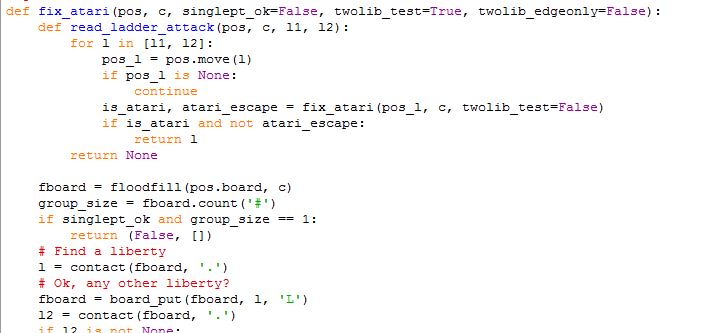 def fix_atari(pos, c, singlept_ok=False, twolib_test=True, twolib_edgeonly=False):
    def read_ladder_attack(pos, c, l1, l2):
        for l in [l1, l2]:
            pos_l = pos.move(l)
            if pos_l is None:
                continue
            is_atari, atari_escape = fix_atari(pos_l, c, twolib_test=False)
            if is_atari and not atari_escape:
                return l
        return None

    fboard = floodfill(pos.board, c)
    group_size = fboard.count('#')
    if singlept_ok and group_size == 1:
        return (False, [])
    # Find a liberty
    l = contact(fboard, '.')
    # Ok, any other liberty?
    fboard = board_put(fboard, l, 'L')
    l2 = contact(fboard, '.')
    if l2 is not None: